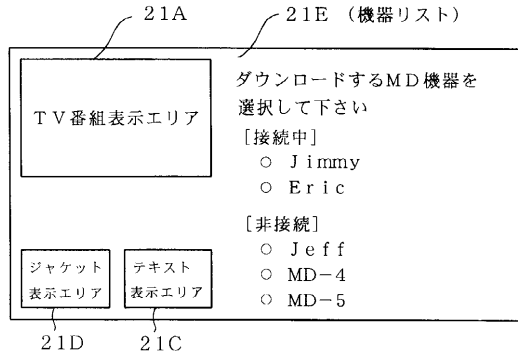 21A
21E (機器リスト)
TV番組表示エリア
ダウンロードするMD機器を
選択して下さい
[接続中]
○ Jimmy
○ Eric
[非接続]
○ Jeff
○ MD-4
○ MD-5
ジャケット
表示エリア
テキスト
表示エリア
21D
21C